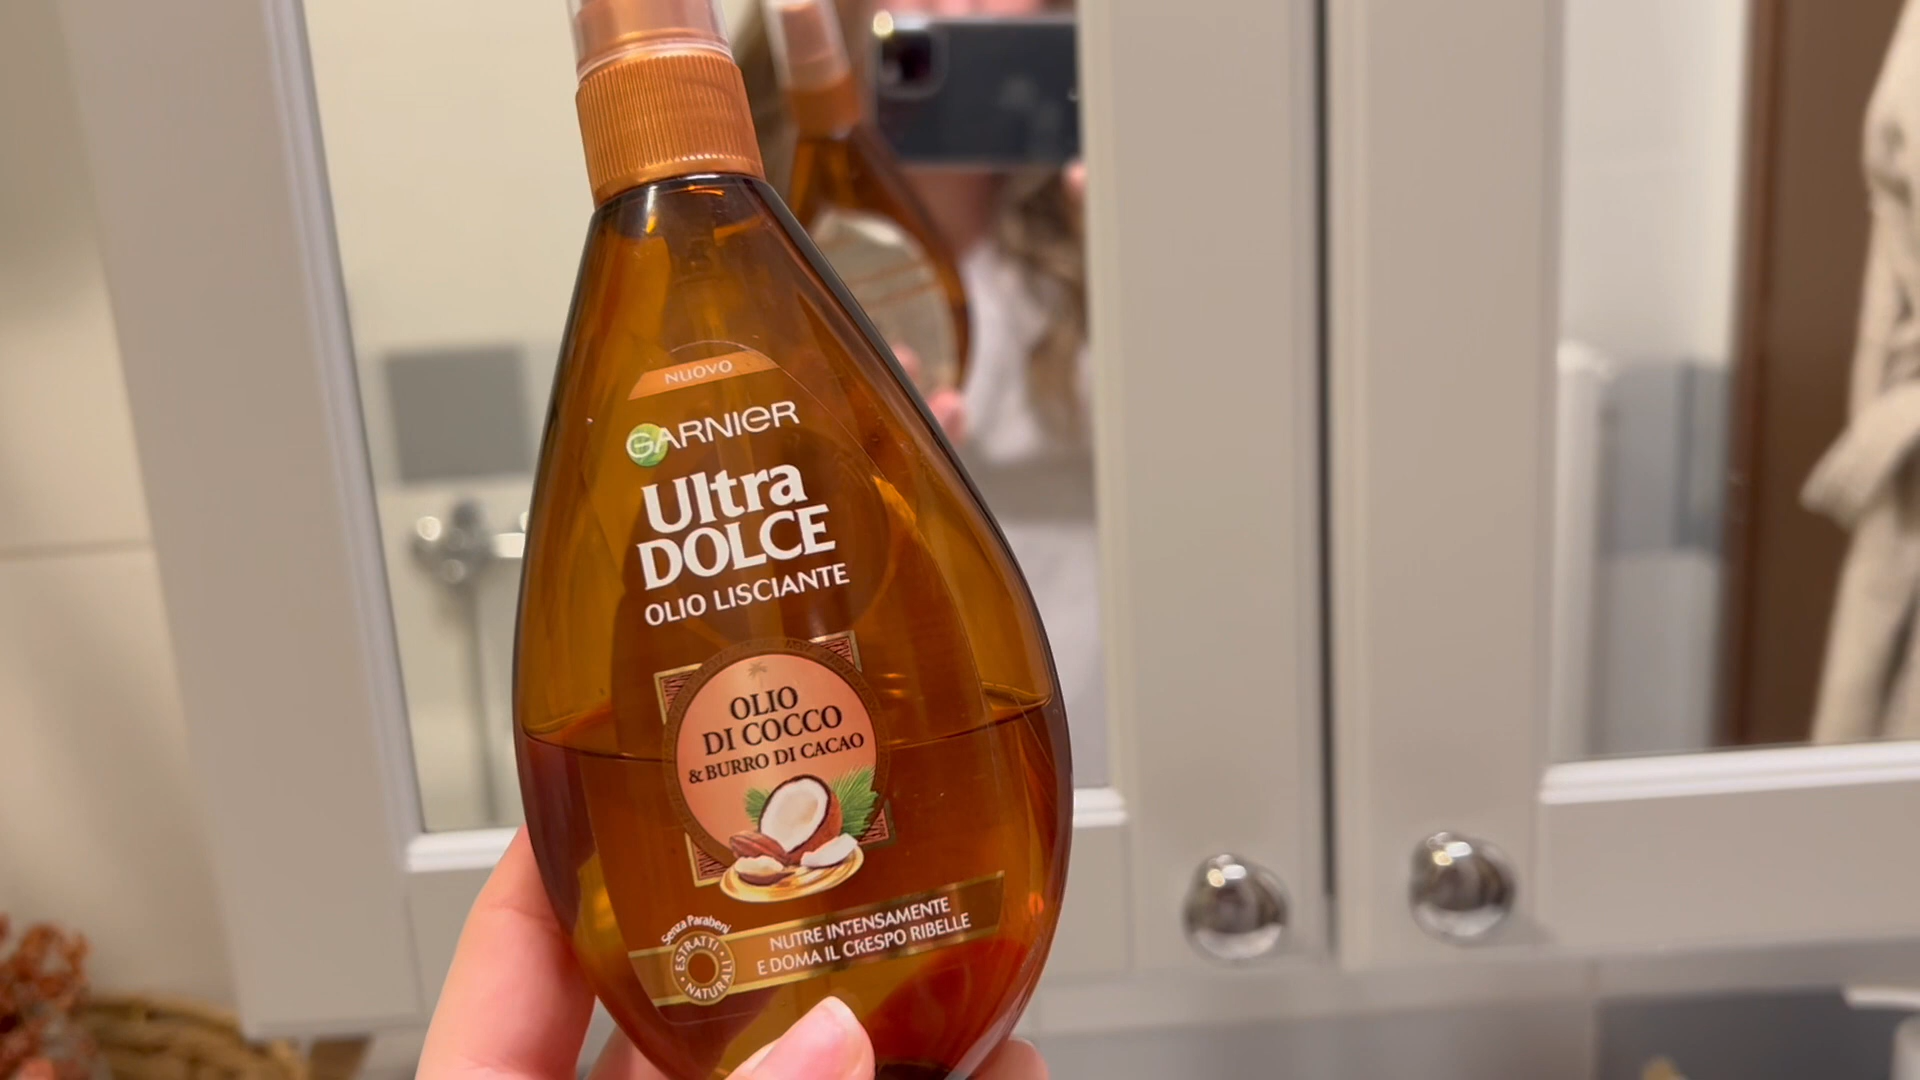 NUOVO
GARNIER
Ultra
DOLCE
OLIO LISCIANTE
OLIO
DI COCCO
& BURRO DI CACAO
Senza Parabeni
ESTRATTI
NATURALI
NUTRE INTENSAMENTE
E DOMA IL CRESPO RIBELLE